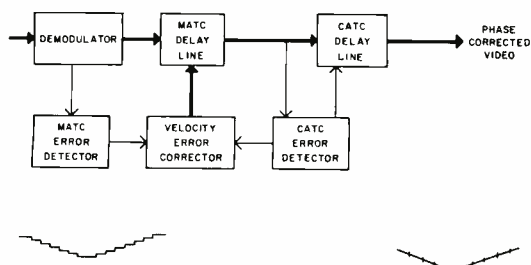 DEMODULATOR
MATC
DELAY
LINE
CATC
DELAY
LINE
PHASE
CORRECTED
VIDEO
MATC
ERROR
DETECTOR
VELOCITY
ERROR
CORRECTOR
CATC
ERROR
DETECTOR